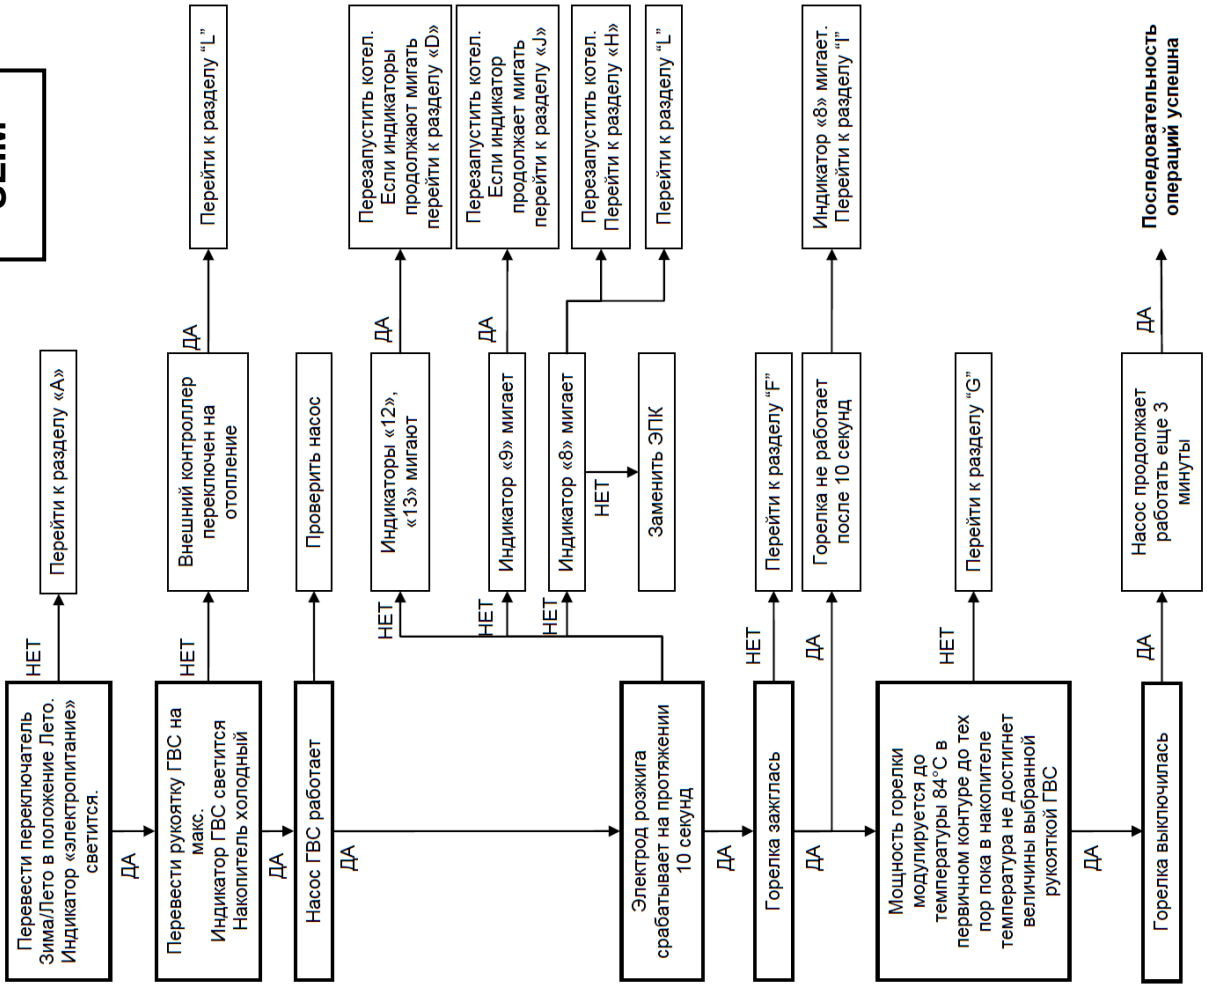 Перевести переключатель
Зима/Лето в положение Лето.
Индикатор «электропитание»
светится.
НЕТ
Перейти к разделу «А»
ДА
Перевести рукоятку ГВС на
макс.
Индикатор ГВС светится
Накопитель холодный
НЕТ
Внешний контроллер
переключен на
отопление
ДА
Перейти к разделу “L”
ДА
Насос ГВС работает
Проверить насос
ДА
Электрод розжига
срабатывает на протяжении
10 секунд
НЕТ
Индикаторы «12»,
«13» мигают
ДА
Перезапустить котел.
Если индикаторы
продолжают мигать
перейти к разделу «D»
НЕТ
Индикатор «9» мигает
ДА
Перезапустить котел.
Если индикатор
продолжает мигать
перейти к разделу «J»
НЕТ
Индикатор «8» мигает
Перезапустить котел.
Перейти к разделу «Н»
Перейти к разделу “L”
НЕТ
Заменить ЭПК
ДА
Горелка зажглась
НЕТ
Перейти к разделу “F”
ДА
ДА
Горелка не работает
после 10 секунд
Индикатор «8» мигает.
Перейти к разделу “I”
Мощность горелки
модулируется до
температуры 84°С в
первичном контуре до тех
пор пока в накопителе
температура не достигнет
величины выбранной
рукояткой ГВС
НЕТ
Перейти к разделу “G”
ДА
Горелка выключилась
ДА
Насос продолжает
работать еще 3
минуты
ДА
Последовательность
операций успешна